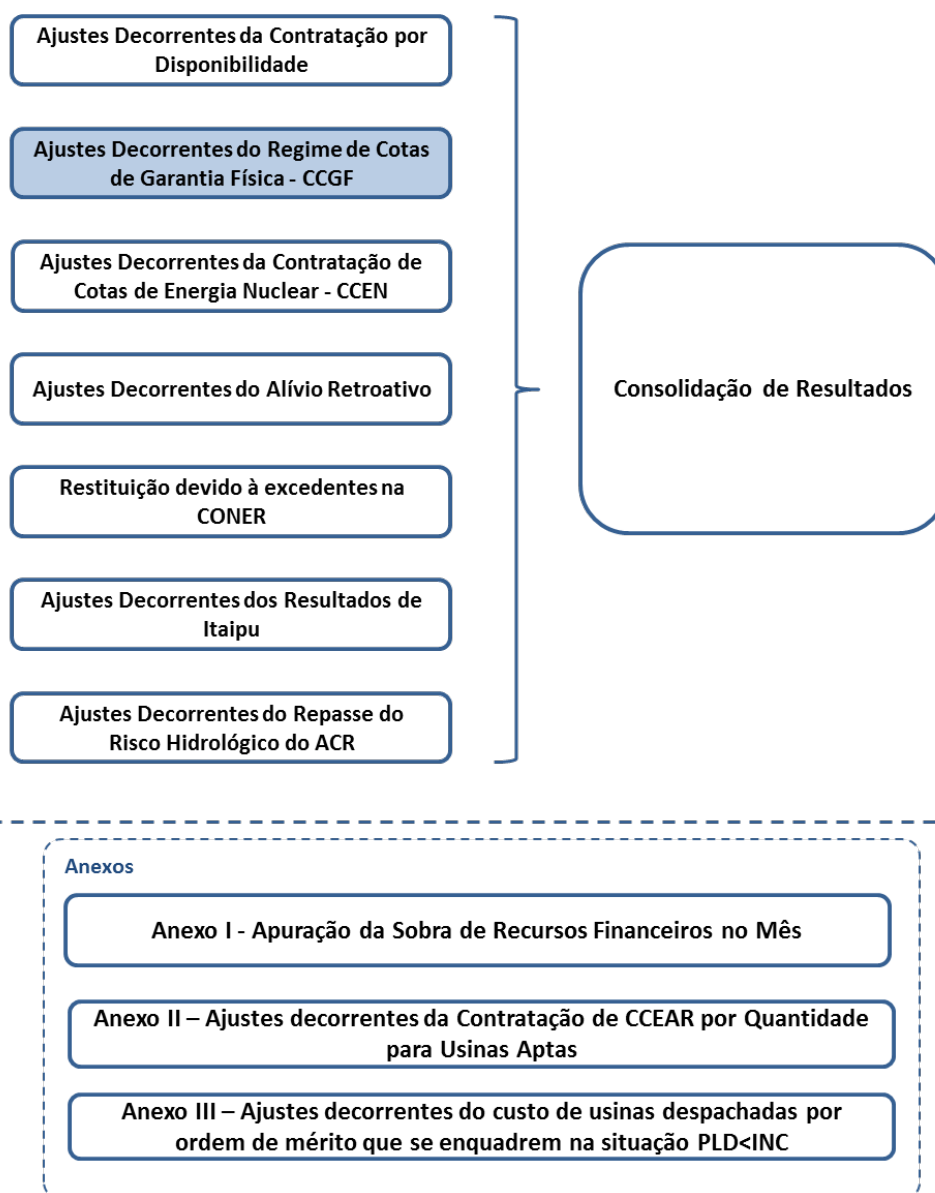 Ajustes Decorrentes da Contratação por
Disponibilidade
Ajustes Decorrentes do Regime de Cotas
de Garantia Física - CCGF
Ajustes Decorrentes da Contratação de
Cotas de Energia Nuclear - CCEN
Ajustes Decorrentes do Alívio Retroativo
Restituição devido à excedentes na
CONER
Ajustes Decorrentes dos Resultados de
Itaipu
Ajustes Decorrentes do Repasse do
Risco Hidrológico do ACR
Consolidação de Resultados
Anexos
Anexo I - Apuração da Sobra de Recursos Financeiros no Mês
Anexo II – Ajustes decorrentes da Contratação de CCEAR por Quantidade
para Usinas Aptas
Anexo III – Ajustes decorrentes do custo de usinas despachadas por
ordem de mérito que se enquadrem na situação PLD<INC